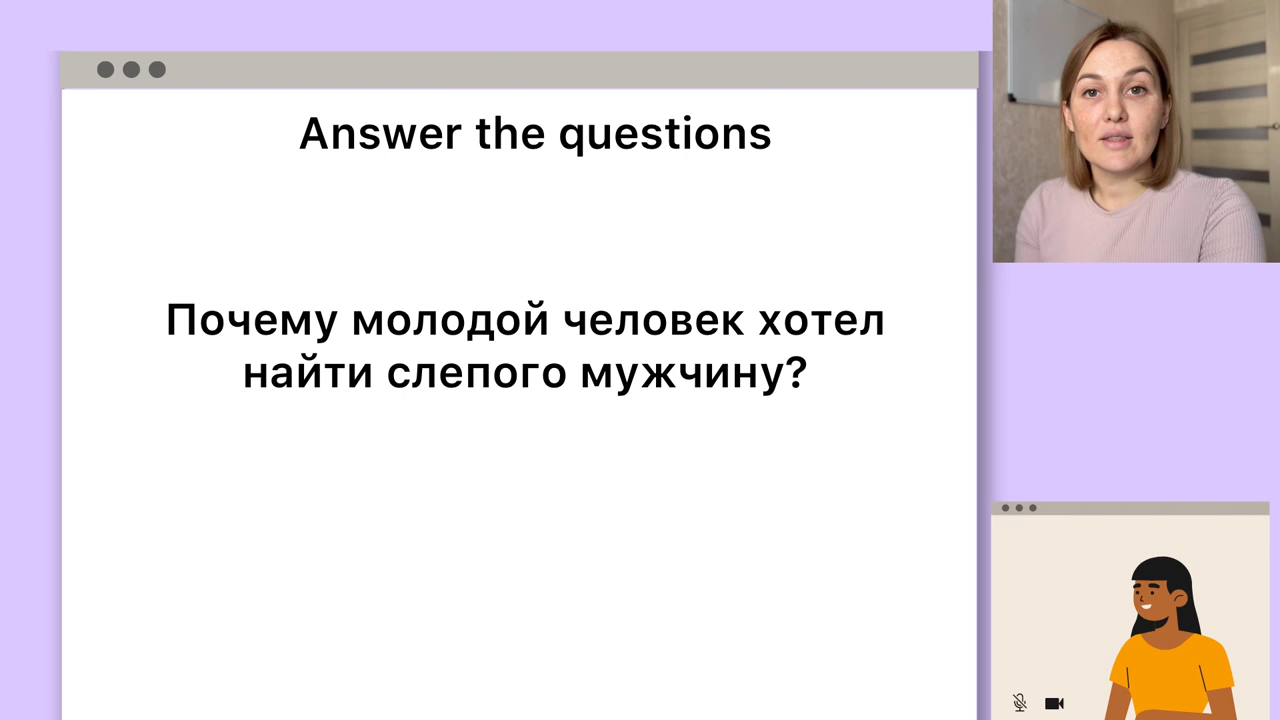 Answer the questions
Почему молодой человек хотел
найти слепого мужчину?